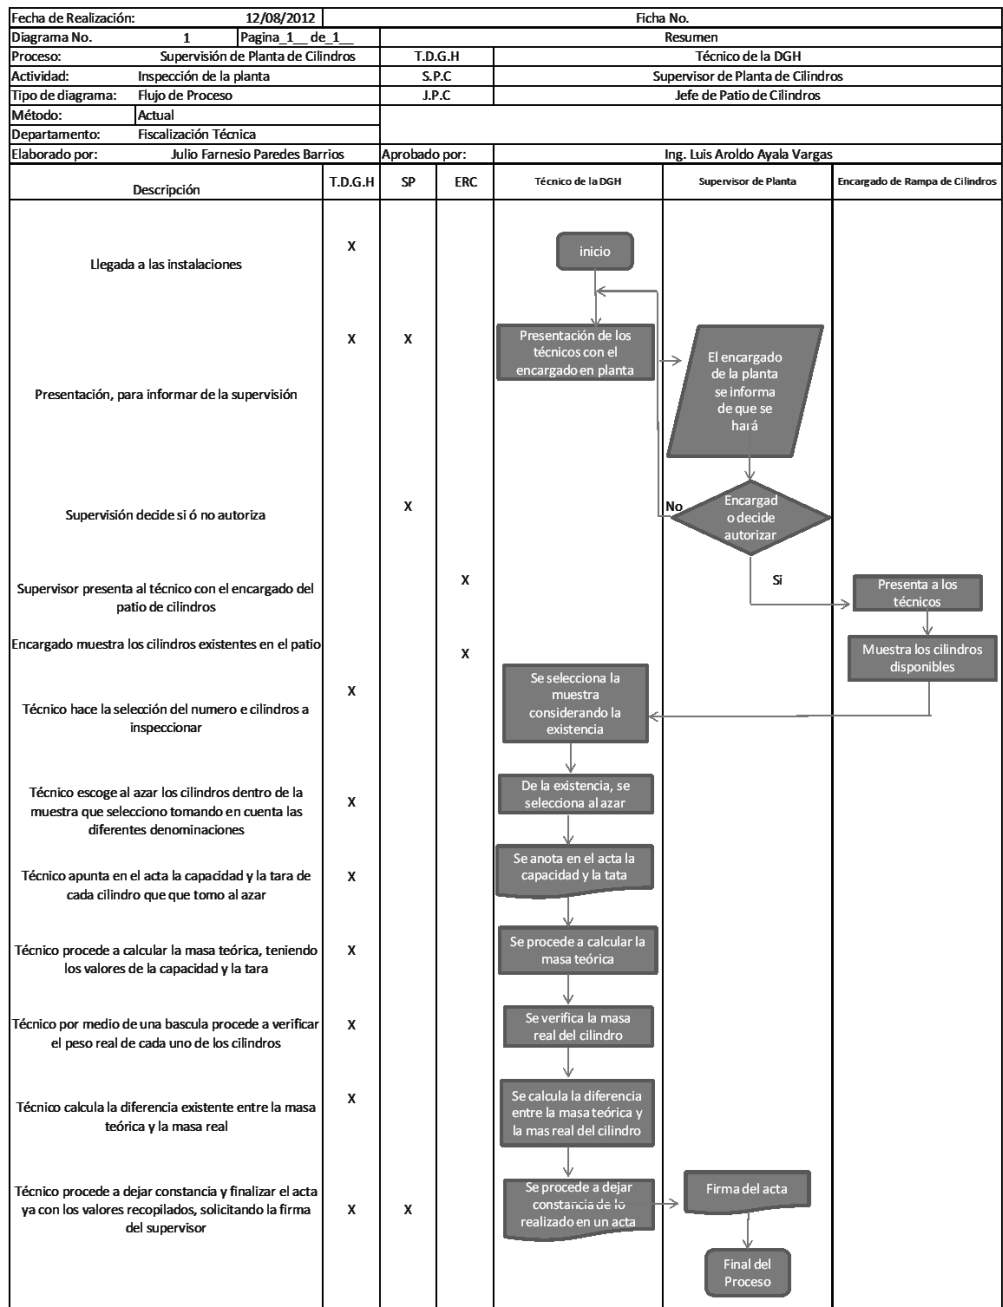 Fecha de Realización: 12/08/2012 Ficha No.
Diagrama No. 1 Pagina_1__ de_1__ Resumen
Proceso: Supervisión de Planta de Cilindros T.D.G.H Técnico de la DGH
Actividad: Inspección de la planta S.P.C Supervisor de Planta de Cilindros
Tipo de diagrama: Flujo de Proceso J.P.C Jefe de Patio de Cilindros
Método: Actual
Departamento: Fiscalización Técnica
Elaborado por: Julio Farnesio Paredes Barrios Aprobado por: Ing. Luis Aroldo Ayala Vargas
Descripción T.D.G.H SP ERC Técnico de la DGH Supervisor de Planta Encargado de Rampa de Cilindros
Llegada a las instalaciones
X
inicio
Presentación, para informar de la supervisión
X X
Presentación de los
técnicos con el
encargado en planta
El encargado
de la planta
se informa
de que se
hará
Supervisión decide si ó no autoriza
X
No
Encargad
o decide
autorizar
Si
Supervisor presenta al técnico con el encargado del
patio de cilindros
X
Presenta a los
técnicos
Encargado muestra los cilindros existentes en el patio
X
Muestra los cilindros
disponibles
Técnico hace la selección del numero e cilindros a
inspeccionar
X
Se selecciona la
muestra
considerando la
existencia
Técnico escoge al azar los cilindros dentro de la
muestra que selecciono tomando en cuenta las
diferentes denominaciones
X
De la existencia, se
selecciona al azar
Técnico apunta en el acta la capacidad y la tara de
cada cilindro que que tomo al azar
X
Se anota en el acta la
capacidad y la tata
Técnico procede a calcular la masa teórica, teniendo
los valores de la capacidad y la tara
X
Se procede a calcular la
masa teórica
Técnico por medio de una bascula procede a verificar
el peso real de cada uno de los cilindros
X
Se verifica la masa
real del cilindro
Técnico calcula la diferencia existente entre la masa
teórica y la masa real
X
Se calcula la diferencia
entre la masa teórica y
la mas real del cilindro
Técnico procede a dejar constancia y finalizar el acta
ya con los valores recopilados, solicitando la firma
del supervisor
X X
Se procede a dejar
constancia de lo
realizado en un acta
Firma del acta
Final del
Proceso